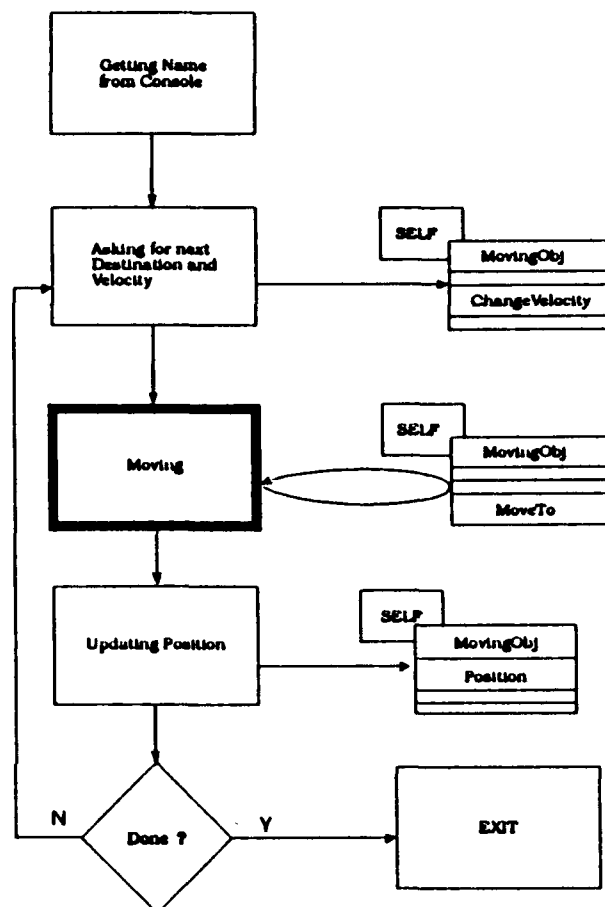 Getting Name
from Console
Asking for next
Destination and
Velocity
SELF
MovingObj
ChangeVelocity
Moving
SELF
MovingObj
MoveTo
Updating Position
SELF
MovingObj
Position
N
Done ?
Y
EXIT